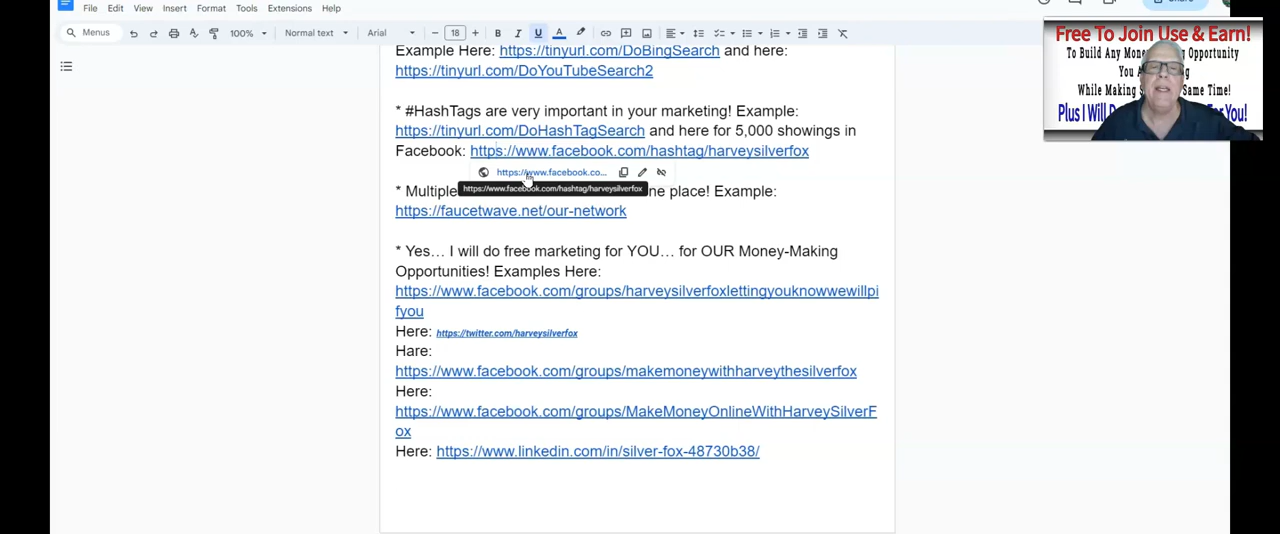 File Edit View Insert Format Tools Extensions Help
Menus 100% Normal text Arial 18 B I U A
Example Here: https://tinyurl.com/DoBingSearch and here:
https://tinyurl.com/DoYouTubeSearch2
* #HashTags are very important in your marketing! Example:
https://tinyurl.com/DoHashTagSearch and here for 5,000 showings in
Facebook: https://www.facebook.com/hashtag/harveysilverfox
https://www.facebook.co...
https://www.facebook.com/hashtag/harveysilverfox
* Multiple ne place! Example:
https://faucetwave.net/our-network
* Yes… I will do free marketing for YOU… for OUR Money-Making
Opportunities! Examples Here:
https://www.facebook.com/groups/harveysilverfoxlettingyouknowwewillpi
fyou
Here: https://twitter.com/harveysilverfox
Hare:
https://www.facebook.com/groups/makemoneywithharveythesilverfox
Here:
https://www.facebook.com/groups/MakeMoneyOnlineWithHarveySilverF
ox
Here: https://www.linkedin.com/in/silver-fox-48730b38/
Free To Join Use & Earn!
To Build Any Mone Opportunity
You A ng
While Making S Same Time!
Plus I Will D For You!